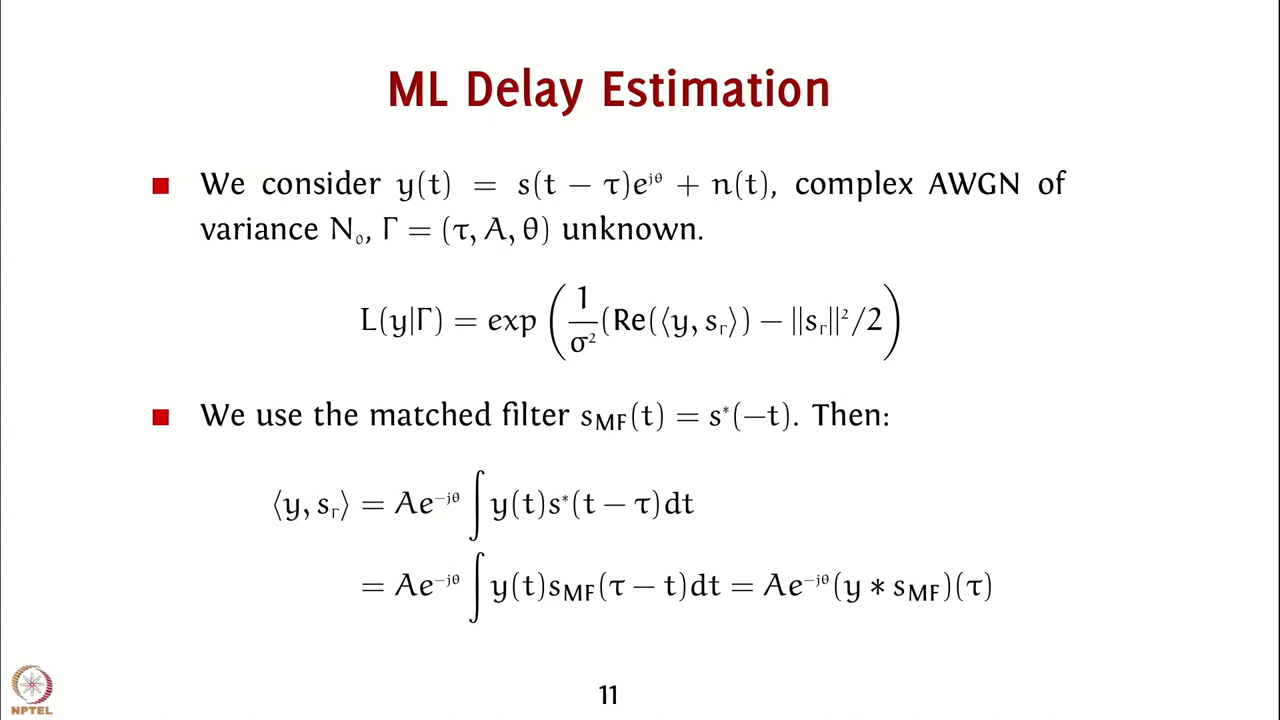 ML Delay Estimation
■ We consider y(t) = s(t − τ)e^{jθ} + n(t), complex AWGN of
variance N₀, Γ = (τ, A, θ) unknown.
L(y|Γ) = exp ( 1/σ² (Re(⟨y, s_Γ⟩) − ||s_Γ||²/2 )
■ We use the matched filter s_MF(t) = s*(−t). Then:
⟨y, s_Γ⟩ = Ae^{−jθ} ∫ y(t)s*(t − τ)dt
= Ae^{−jθ} ∫ y(t)s_MF(τ − t)dt = Ae^{−jθ}(y ∗ s_MF)(τ)
NPTEL
11